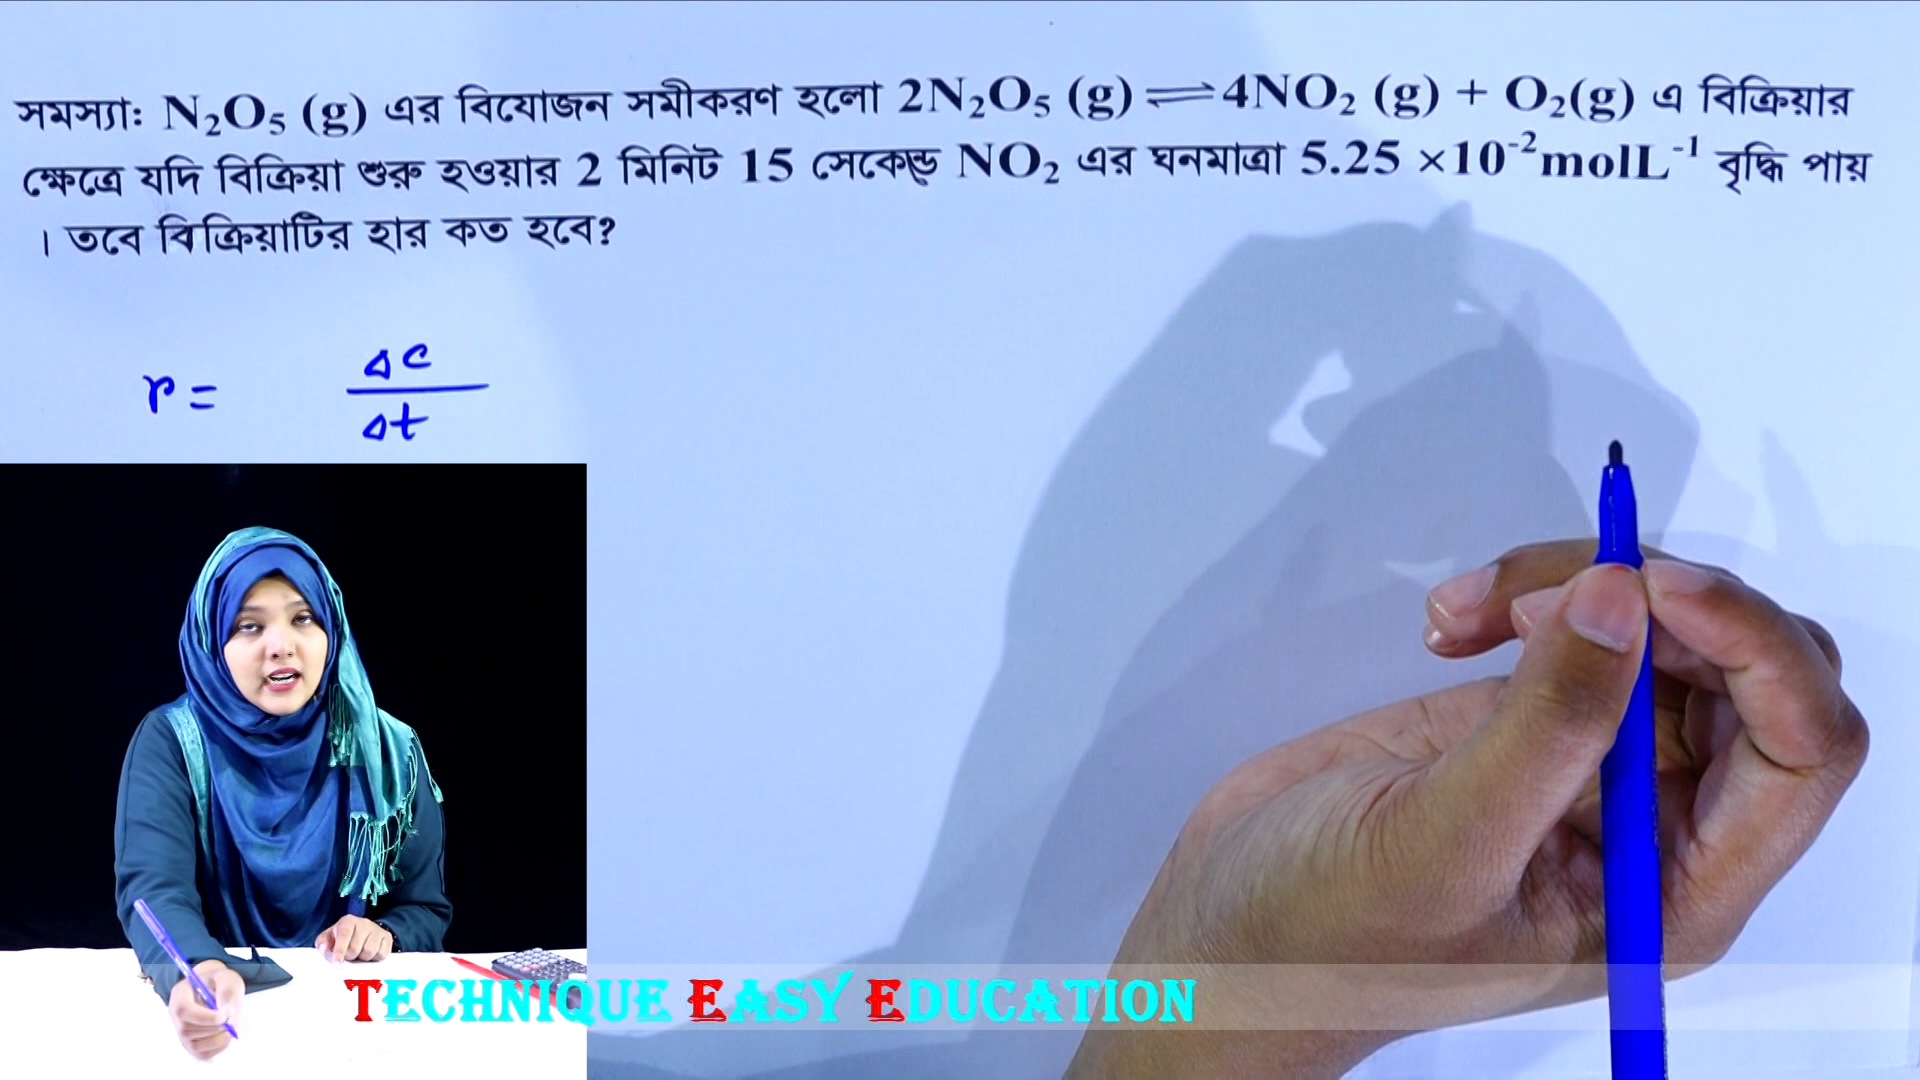 সমস্যাঃ N₂O₅ (g) এর বিযোজন সমীকরণ হলো 2N₂O₅ (g) ⇌ 4NO₂ (g) + O₂(g) এ বিক্রিয়ার
ক্ষেত্রে যদি বিক্রিয়া শুরু হওয়ার 2 মিনিট 15 সেকেন্ডে NO₂ এর ঘনমাত্রা 5.25 ×10⁻²molL⁻¹ বৃদ্ধি পায়
। তবে বিক্রিয়াটির হার কত হবে?
r = Δc
Δt
TECHNIQUE EASY EDUCATION